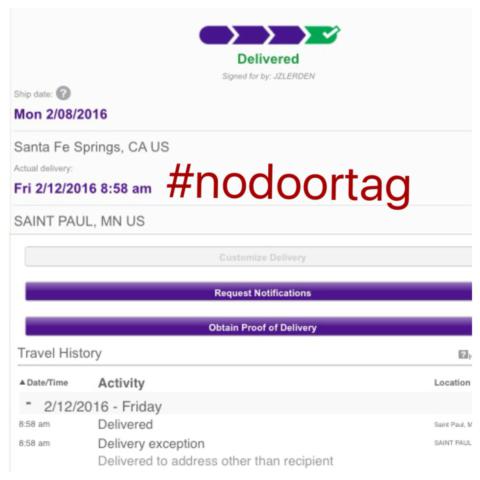 Delivered
Signed for by: JZLERDEN
Ship date: ?
Mon 2/08/2016
Santa Fe Springs, CA US
Actual delivery:
Fri 2/12/2016 8:58 am #nodoortag
SAINT PAUL, MN US
Customize Delivery
Request Notifications
Obtain Proof of Delivery
Travel History ?
▲ Date/Time Activity Location
- 2/12/2016 - Friday
8:58 am Delivered Saint Paul, M
8:58 am Delivery exception SAINT PAUL
Delivered to address other than recipient